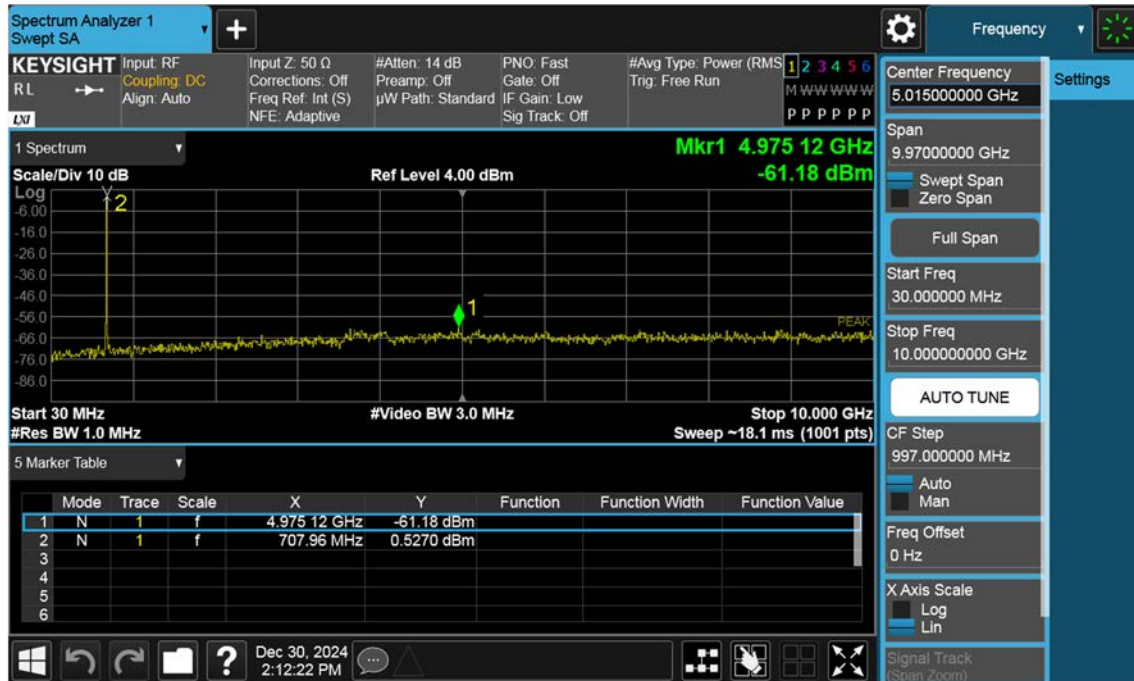 Spectrum Analyzer 1
Swept SA
Frequency
KEYSIGHT
RL
LXI
Input: RF
Coupling: DC
Align: Auto
Input Z: 50 Ω
Corrections: Off
Freq Ref: Int (S)
NFE: Adaptive
#Atten: 14 dB
Preamp: Off
µW Path: Standard
PNO: Fast
Gate: Off
IF Gain: Low
Sig Track: Off
#Avg Type: Power (RMS
Trig: Free Run
1 2 3 4 5 6
M W W W W W
P P P P P P
1 Spectrum
Scale/Div 10 dB
Ref Level 4.00 dBm
Mkr1 4.975 12 GHz
-61.18 dBm
Log
-6.00
-16.0
-26.0
-36.0
-46.0
-56.0
-66.0
-76.0
-86.0
2
1
PEAK
Start 30 MHz
#Video BW 3.0 MHz
Stop 10.000 GHz
#Res BW 1.0 MHz
Sweep ~18.1 ms (1001 pts)
5 Marker Table
Mode Trace Scale X Y Function Function Width Function Value
1 N 1 f 4.975 12 GHz -61.18 dBm
2 N 1 f 707.96 MHz 0.5270 dBm
3
4
5
6
Dec 30, 2024
2:12:22 PM
Center Frequency
5.015000000 GHz
Settings
Span
9.97000000 GHz
Swept Span
Zero Span
Full Span
Start Freq
30.000000 MHz
Stop Freq
10.000000000 GHz
AUTO TUNE
CF Step
997.000000 MHz
Auto
Man
Freq Offset
0 Hz
X Axis Scale
Log
Lin
Signal Track
(Span Zoom)